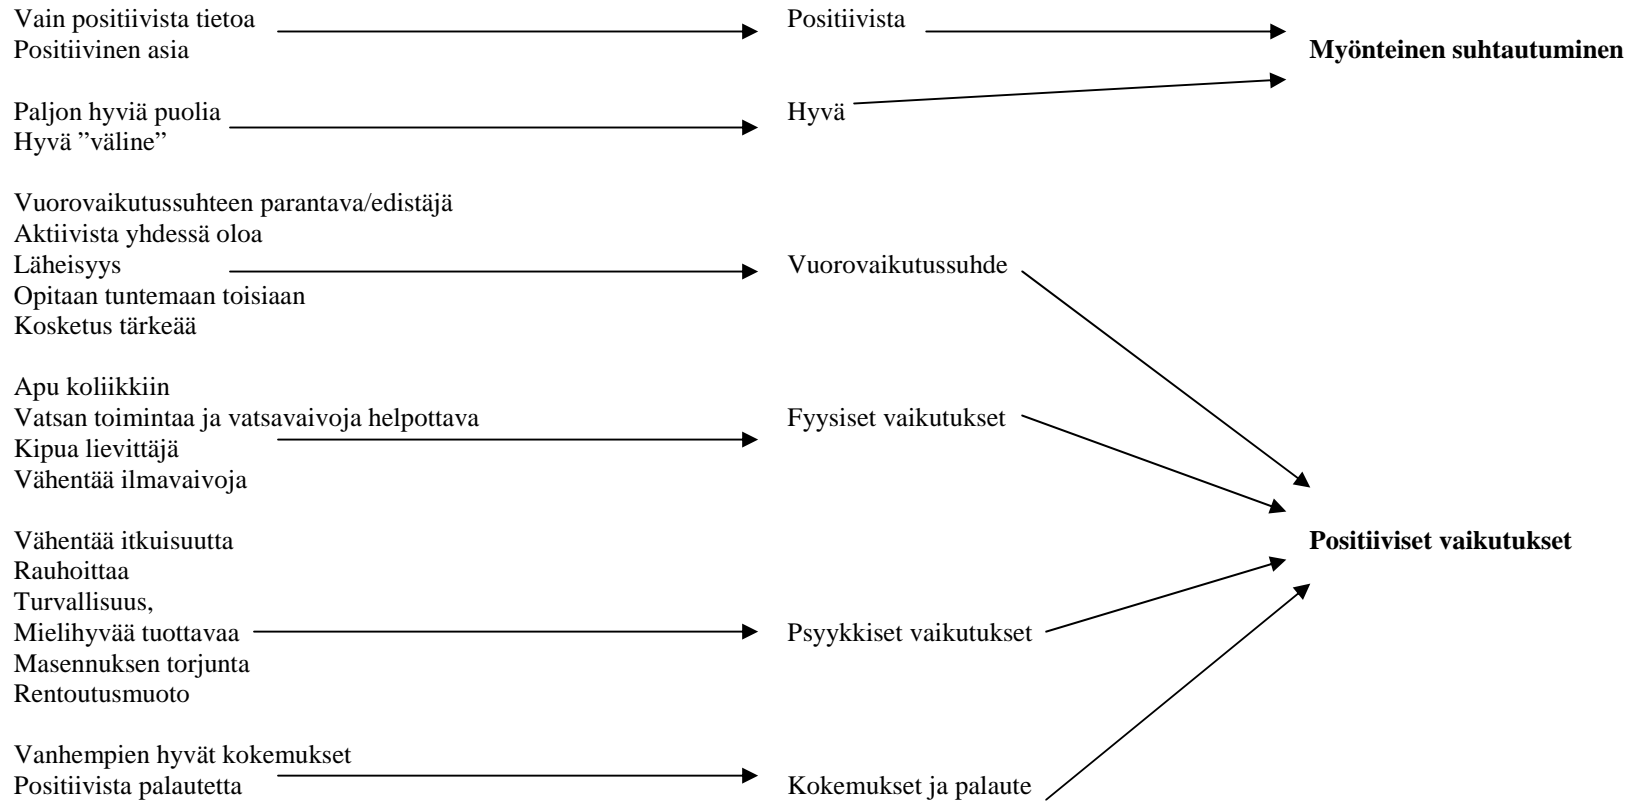 Vain positiivista tietoa
Positiivinen asia
Positiivista
Myönteinen suhtautuminen
Paljon hyviä puolia
Hyvä ”väline”
Hyvä
Vuorovaikutussuhteen parantava/edistäjä
Aktiivista yhdessä oloa
Läheisyys
Opitaan tuntemaan toisiaan
Kosketus tärkeää
Vuorovaikutussuhde
Apu koliikkiin
Vatsan toimintaa ja vatsavaivoja helpottava
Kipua lievittäjä
Vähentää ilmavaivoja
Fyysiset vaikutukset
Vähentää itkuisuutta
Rauhoittaa
Turvallisuus,
Mielihyvää tuottavaa
Masennuksen torjunta
Rentoutusmuoto
Psyykkiset vaikutukset
Positiiviset vaikutukset
Vanhempien hyvät kokemukset
Positiivista palautetta
Kokemukset ja palaute